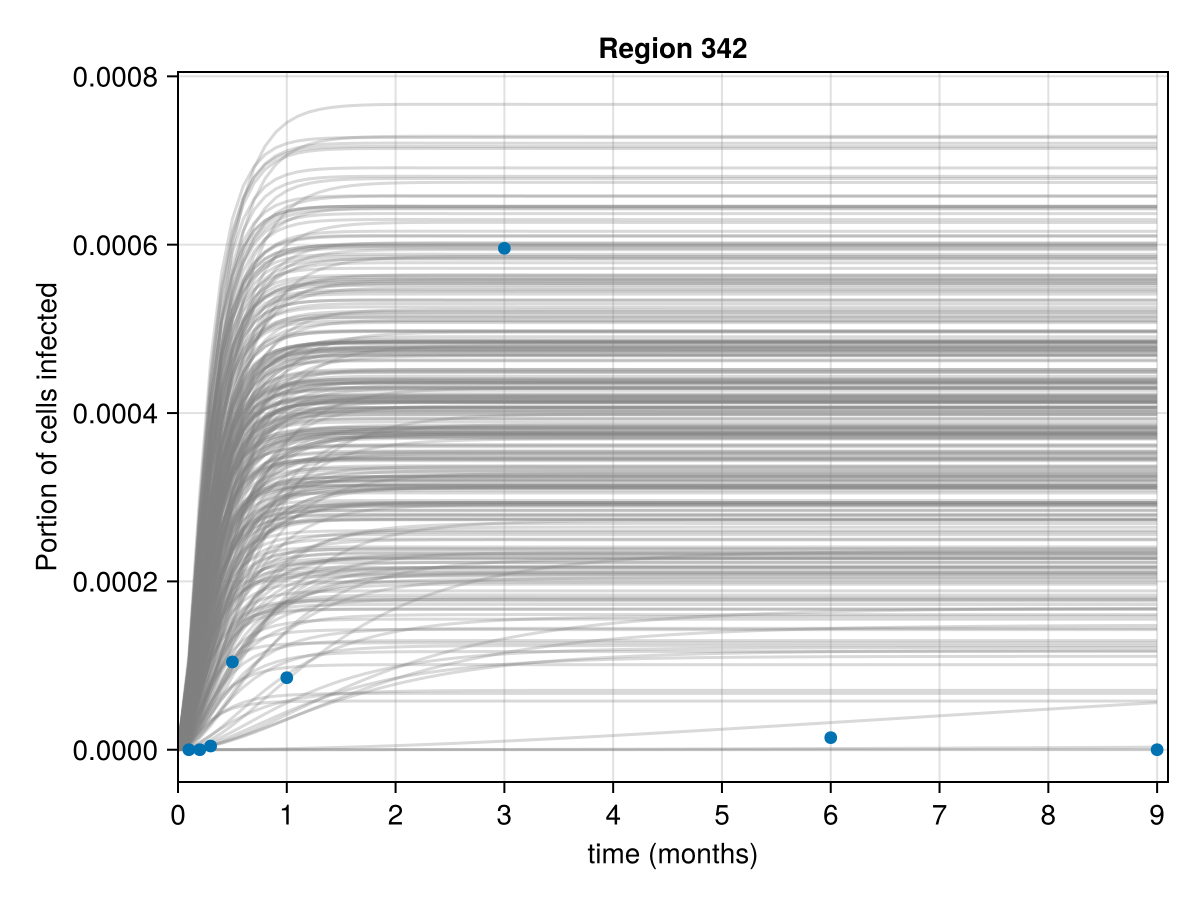 Region 342
0.0008
0.0006
0.0004
0.0002
0.0000
Portion of cells infected
0 1 2 3 4 5 6 7 8 9
time (months)